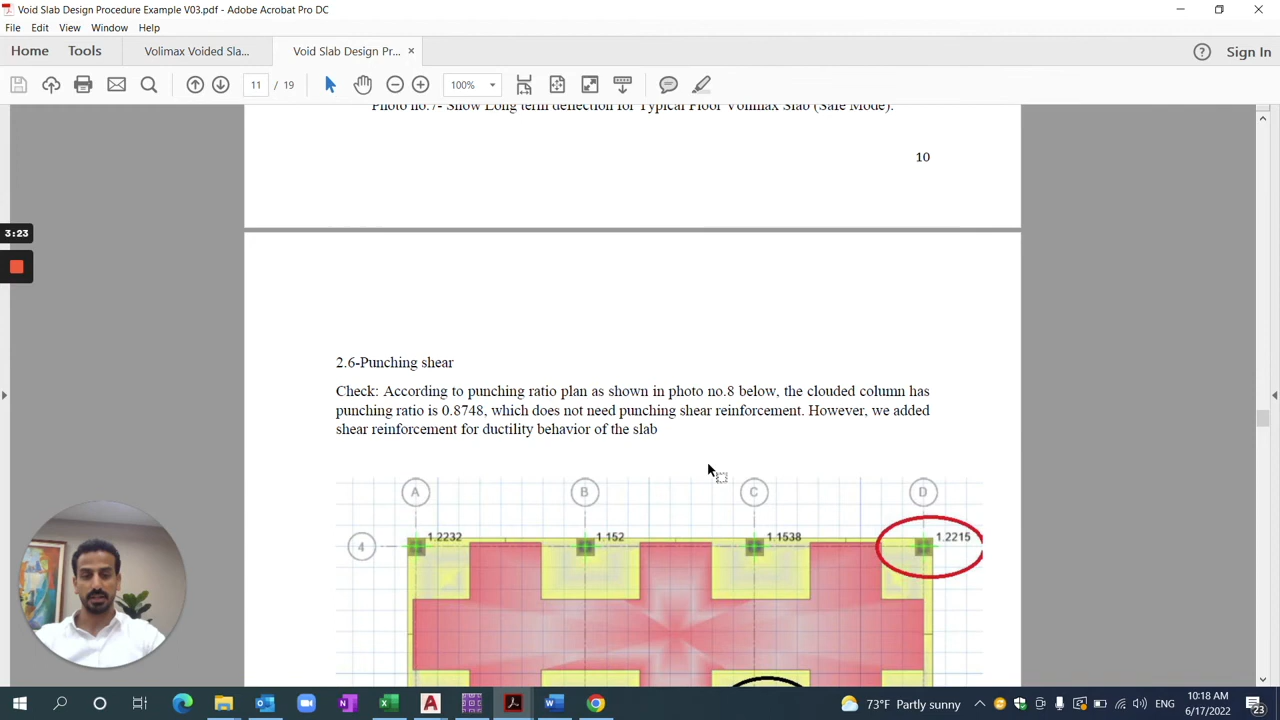 Void Slab Design Procedure Example V03.pdf - Adobe Acrobat Pro DC
File Edit View Window Help
Home Tools Volimax Voided Sla... Void Slab Design Pr... × Sign In
11 / 19 100%
Photo no.7- Show Long term deflection for Typical Floor Volimax Slab (Safe Mode).
10
3:23
2.6-Punching shear
Check: According to punching ratio plan as shown in photo no.8 below, the clouded column has
punching ratio is 0.8748, which does not need punching shear reinforcement. However, we added
shear reinforcement for ductility behavior of the slab
A B C D
4 1.2232 1.152 1.1538 1.2215
73°F Partly sunny ENG 10:18 AM
6/17/2022 23